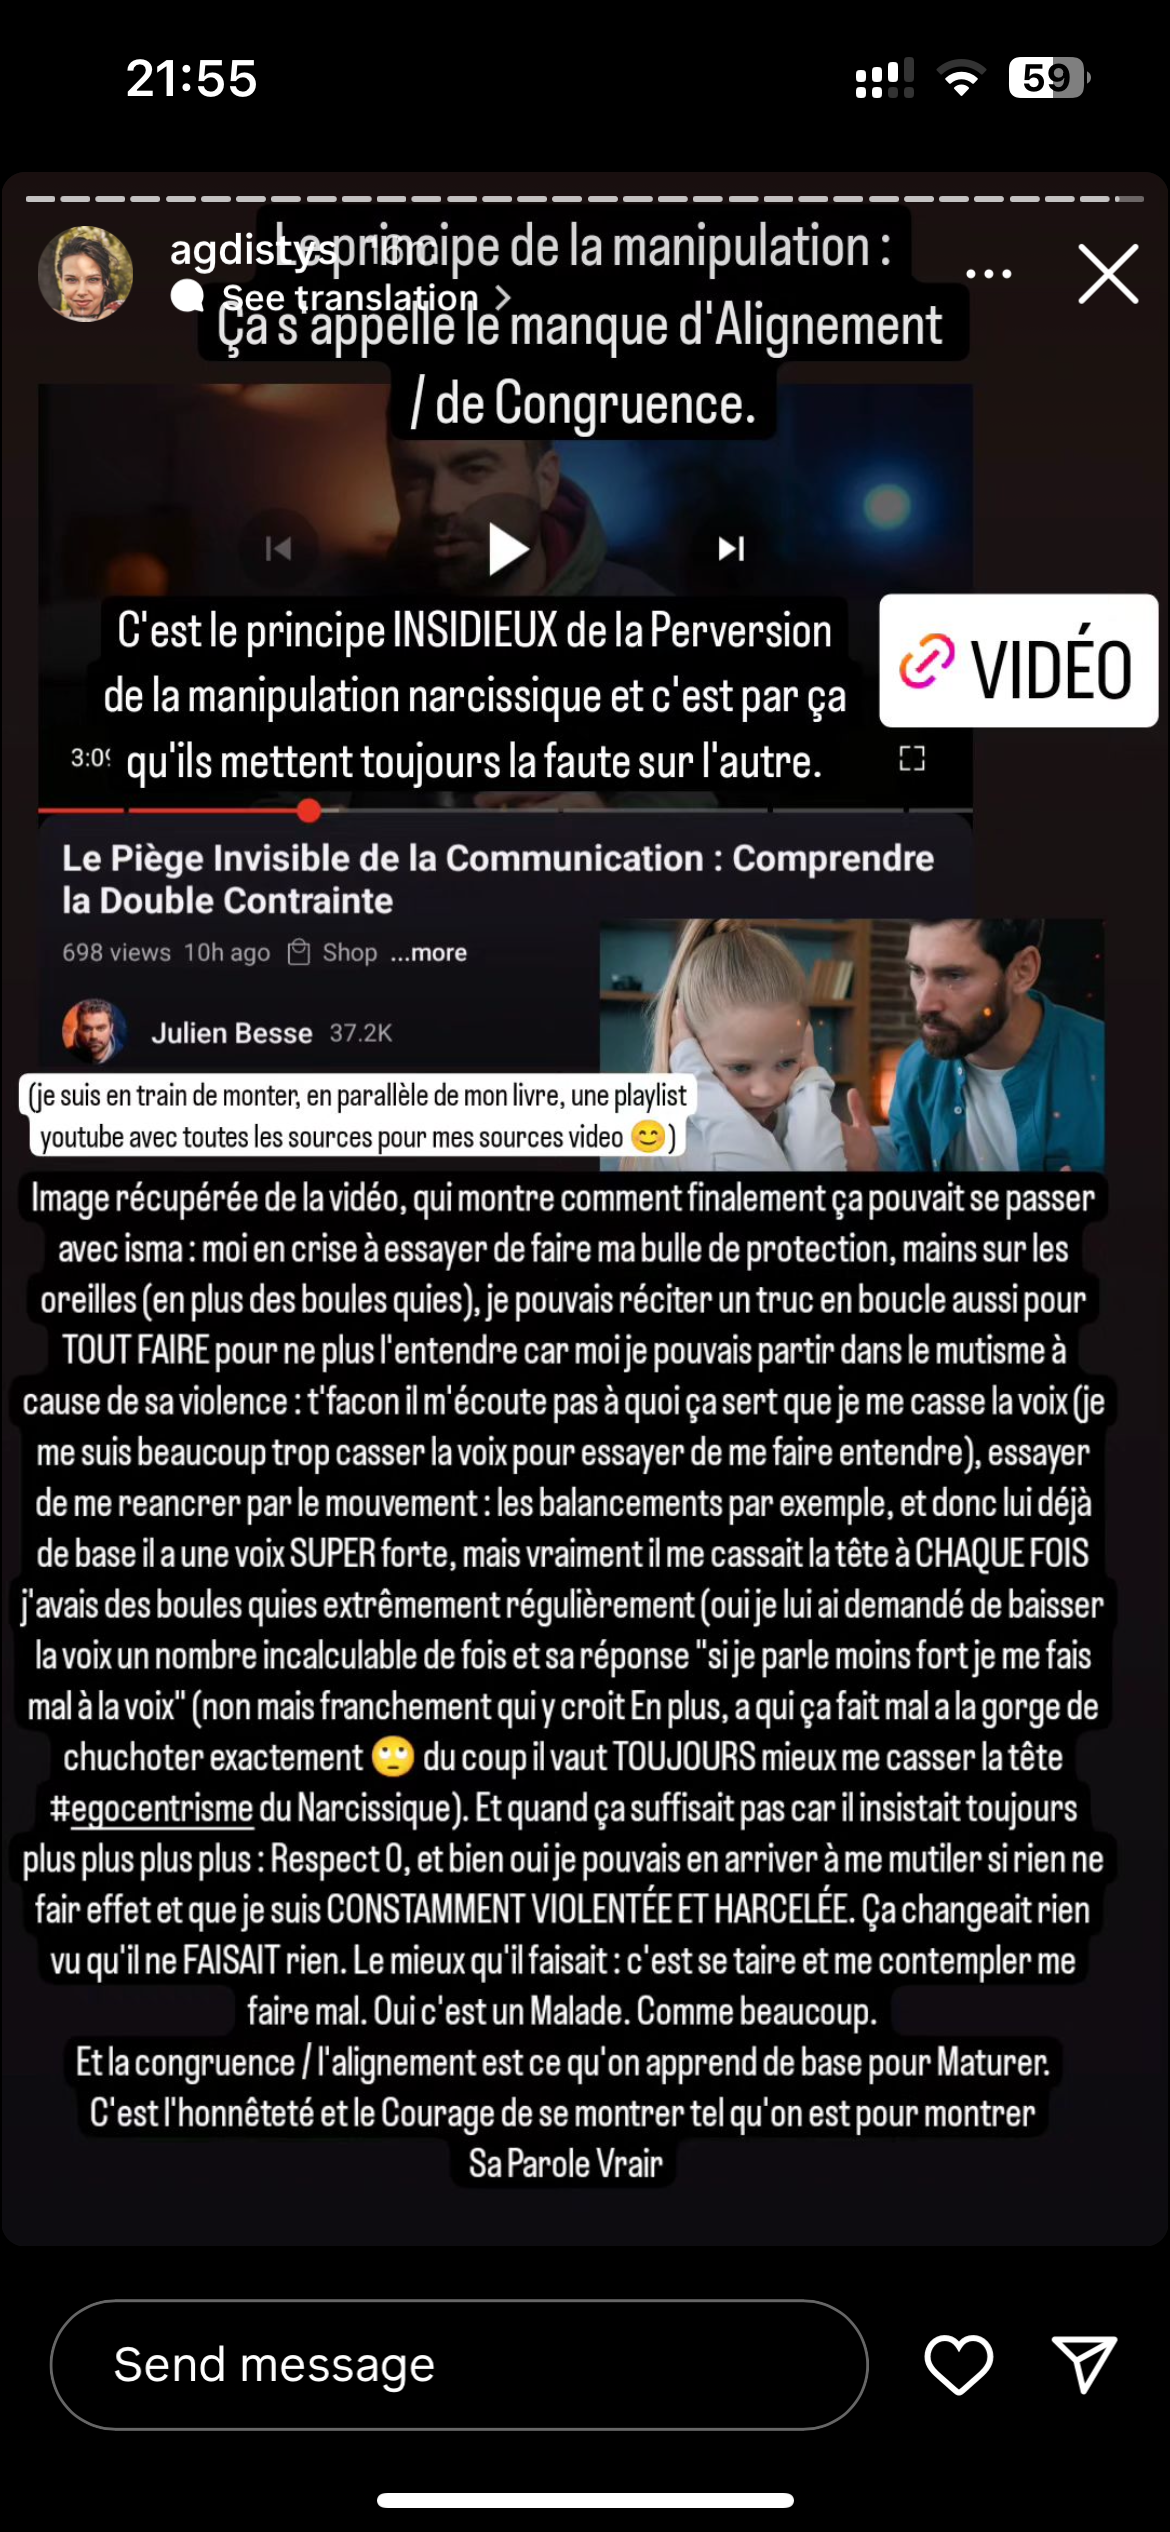 21:55
59
Le principe de la manipulation :
agdistys 16m
See translation >
Ça s'appelle le manque d'Alignement
/ de Congruence.
C'est le principe INSIDIEUX de la Perversion
de la manipulation narcissique et c'est par ça
qu'ils mettent toujours la faute sur l'autre.
VIDÉO
3:09
Le Piège Invisible de la Communication : Comprendre
la Double Contrainte
698 views 10h ago Shop ...more
Julien Besse 37.2K
(je suis en train de monter, en parallèle de mon livre, une playlist
youtube avec toutes les sources pour mes sources video 😊)
Image récupérée de la vidéo, qui montre comment finalement ça pouvait se passer
avec isma : moi en crise à essayer de faire ma bulle de protection, mains sur les
oreilles (en plus des boules quies), je pouvais réciter un truc en boucle aussi pour
TOUT FAIRE pour ne plus l'entendre car moi je pouvais partir dans le mutisme à
cause de sa violence : t'facon il m'écoute pas à quoi ça sert que je me casse la voix (je
me suis beaucoup trop casser la voix pour essayer de me faire entendre), essayer
de me reancrer par le mouvement : les balancements par exemple, et donc lui déjà
de base il a une voix SUPER forte, mais vraiment il me cassait la tête à CHAQUE FOIS
j'avais des boules quies extrêmement régulièrement (oui je lui ai demandé de baisser
la voix un nombre incalculable de fois et sa réponse "si je parle moins fort je me fais
mal à la voix" (non mais franchement qui y croit En plus, a qui ça fait mal a la gorge de
chuchoter exactement 🙄 du coup il vaut TOUJOURS mieux me casser la tête
#egocentrisme du Narcissique). Et quand ça suffisait pas car il insistait toujours
plus plus plus plus : Respect 0, et bien oui je pouvais en arriver à me mutiler si rien ne
fair effet et que je suis CONSTAMMENT VIOLENTÉE ET HARCELÉE. Ça changeait rien
vu qu'il ne FAISAIT rien. Le mieux qu'il faisait : c'est se taire et me contempler me
faire mal. Oui c'est un Malade. Comme beaucoup.
Et la congruence / l'alignement est ce qu'on apprend de base pour Maturer.
C'est l'honnêteté et le Courage de se montrer tel qu'on est pour montrer
Sa Parole Vrair
Send message